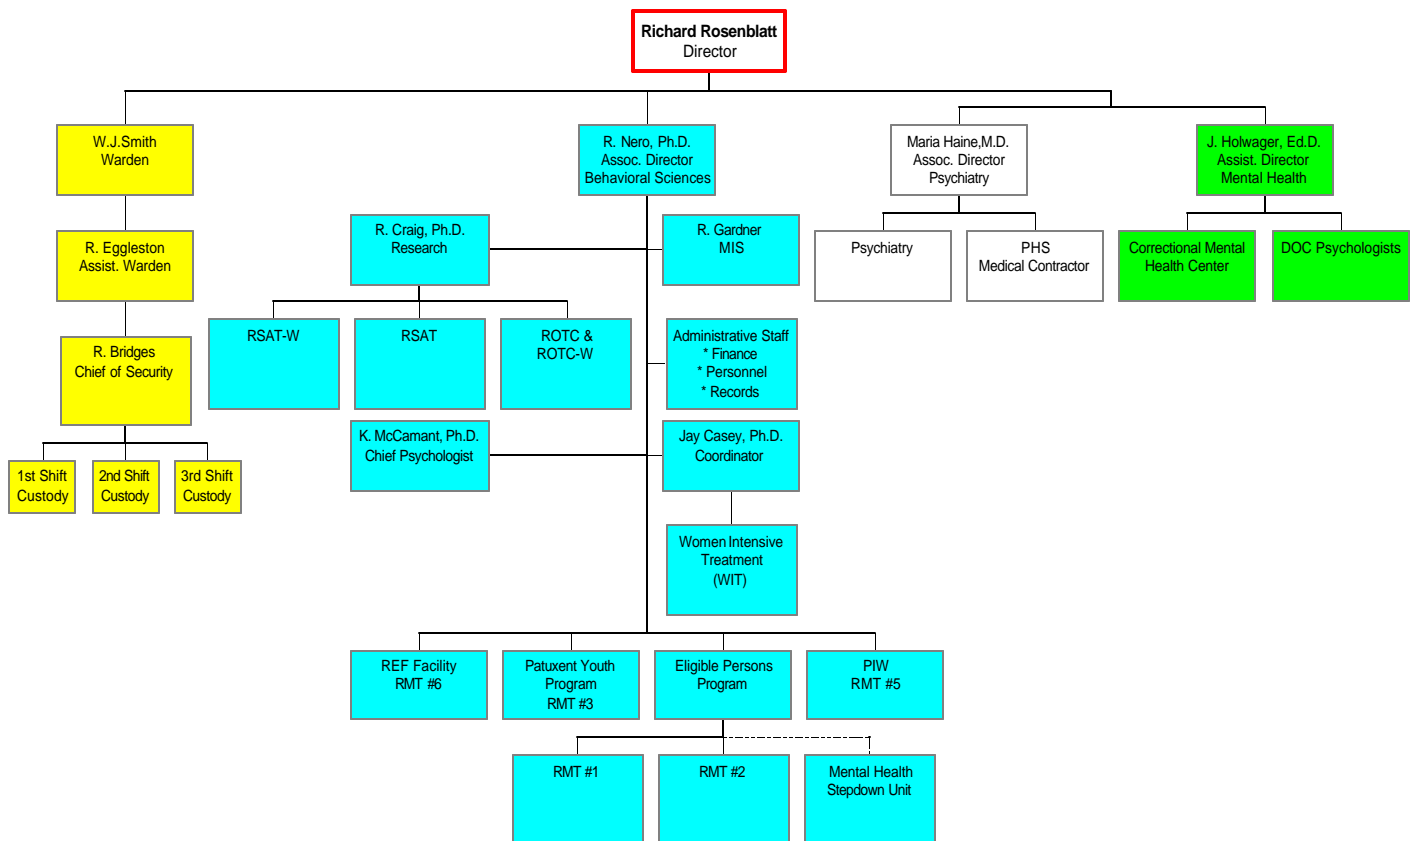 Richard Rosenblatt
Director
W.J.Smith
Warden
R. Nero, Ph.D.
Assoc. Director
Behavioral Sciences
Maria Haine,M.D.
Assoc. Director
Psychiatry
J. Holwager, Ed.D.
Assist. Director
Mental Health
R. Eggleston
Assist. Warden
R. Craig, Ph.D.
Research
R. Gardner
MIS
Psychiatry
PHS
Medical Contractor
Correctional Mental
Health Center
DOC Psychologists
R. Bridges
Chief of Security
RSAT-W
RSAT
ROTC &
ROTC-W
Administrative Staff
* Finance
* Personnel
* Records
K. McCamant, Ph.D.
Chief Psychologist
Jay Casey, Ph.D.
Coordinator
1st Shift
Custody
2nd Shift
Custody
3rd Shift
Custody
Women Intensive
Treatment
(WIT)
REF Facility
RMT #6
Patuxent Youth
Program
RMT #3
Eligible Persons
Program
PIW
RMT #5
RMT #1
RMT #2
Mental Health
Stepdown Unit